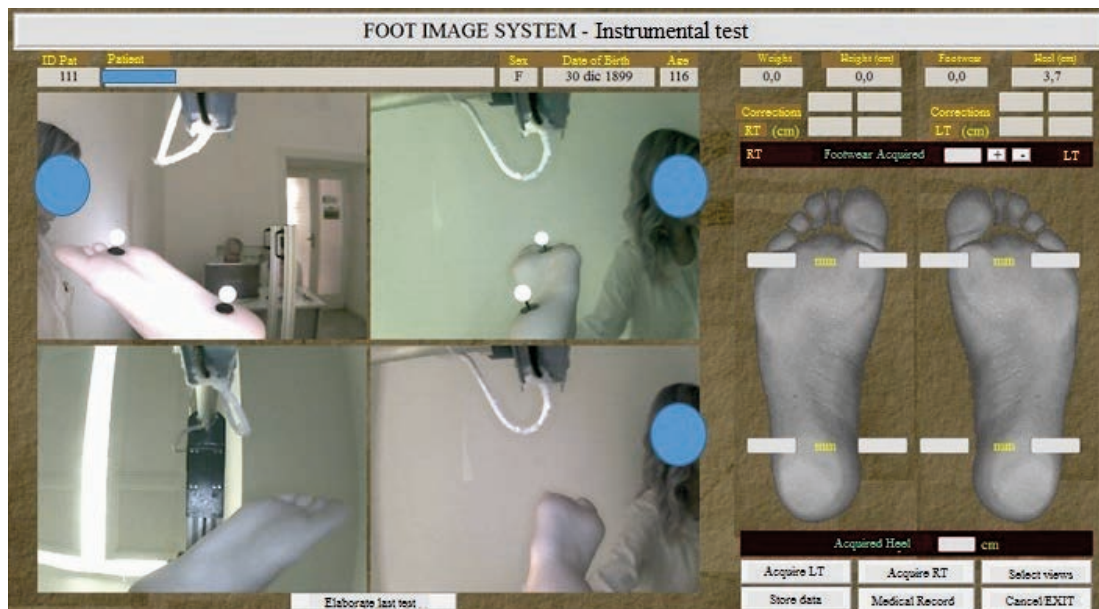 FOOT IMAGE SYSTEM - Instrumental test
ID Pat Patient Sex Date of Birth Age Weight Height (cm) Footwear Heel (cm)
111 F 30 dic 1899 116 0,0 0,0 0,0 3,7
Corrections Corrections
RT (cm) LT (cm)
RT Footwear Acquired + - LT
mm mm
mm mm
Acquired Heel cm
Acquire LT Acquire RT Select views
Elaborate last test Store data Medical Record Cancel/EXIT